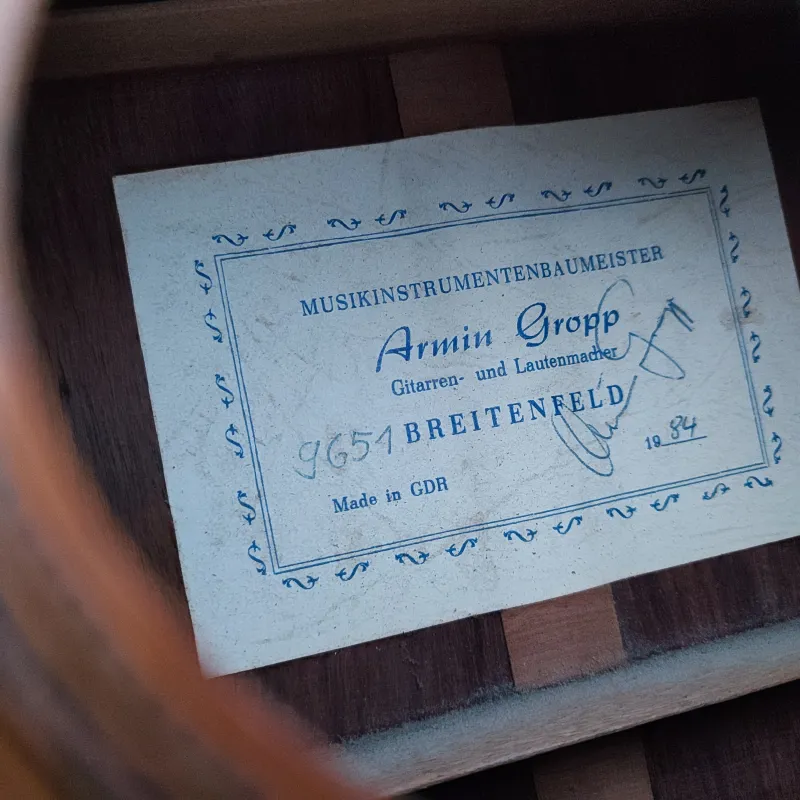 MUSIKINSTRUMENTENBAUMEISTER
Armin Gropp
Gitarren- und Lautenmacher
9651 BREITENFELD
1984
Made in GDR